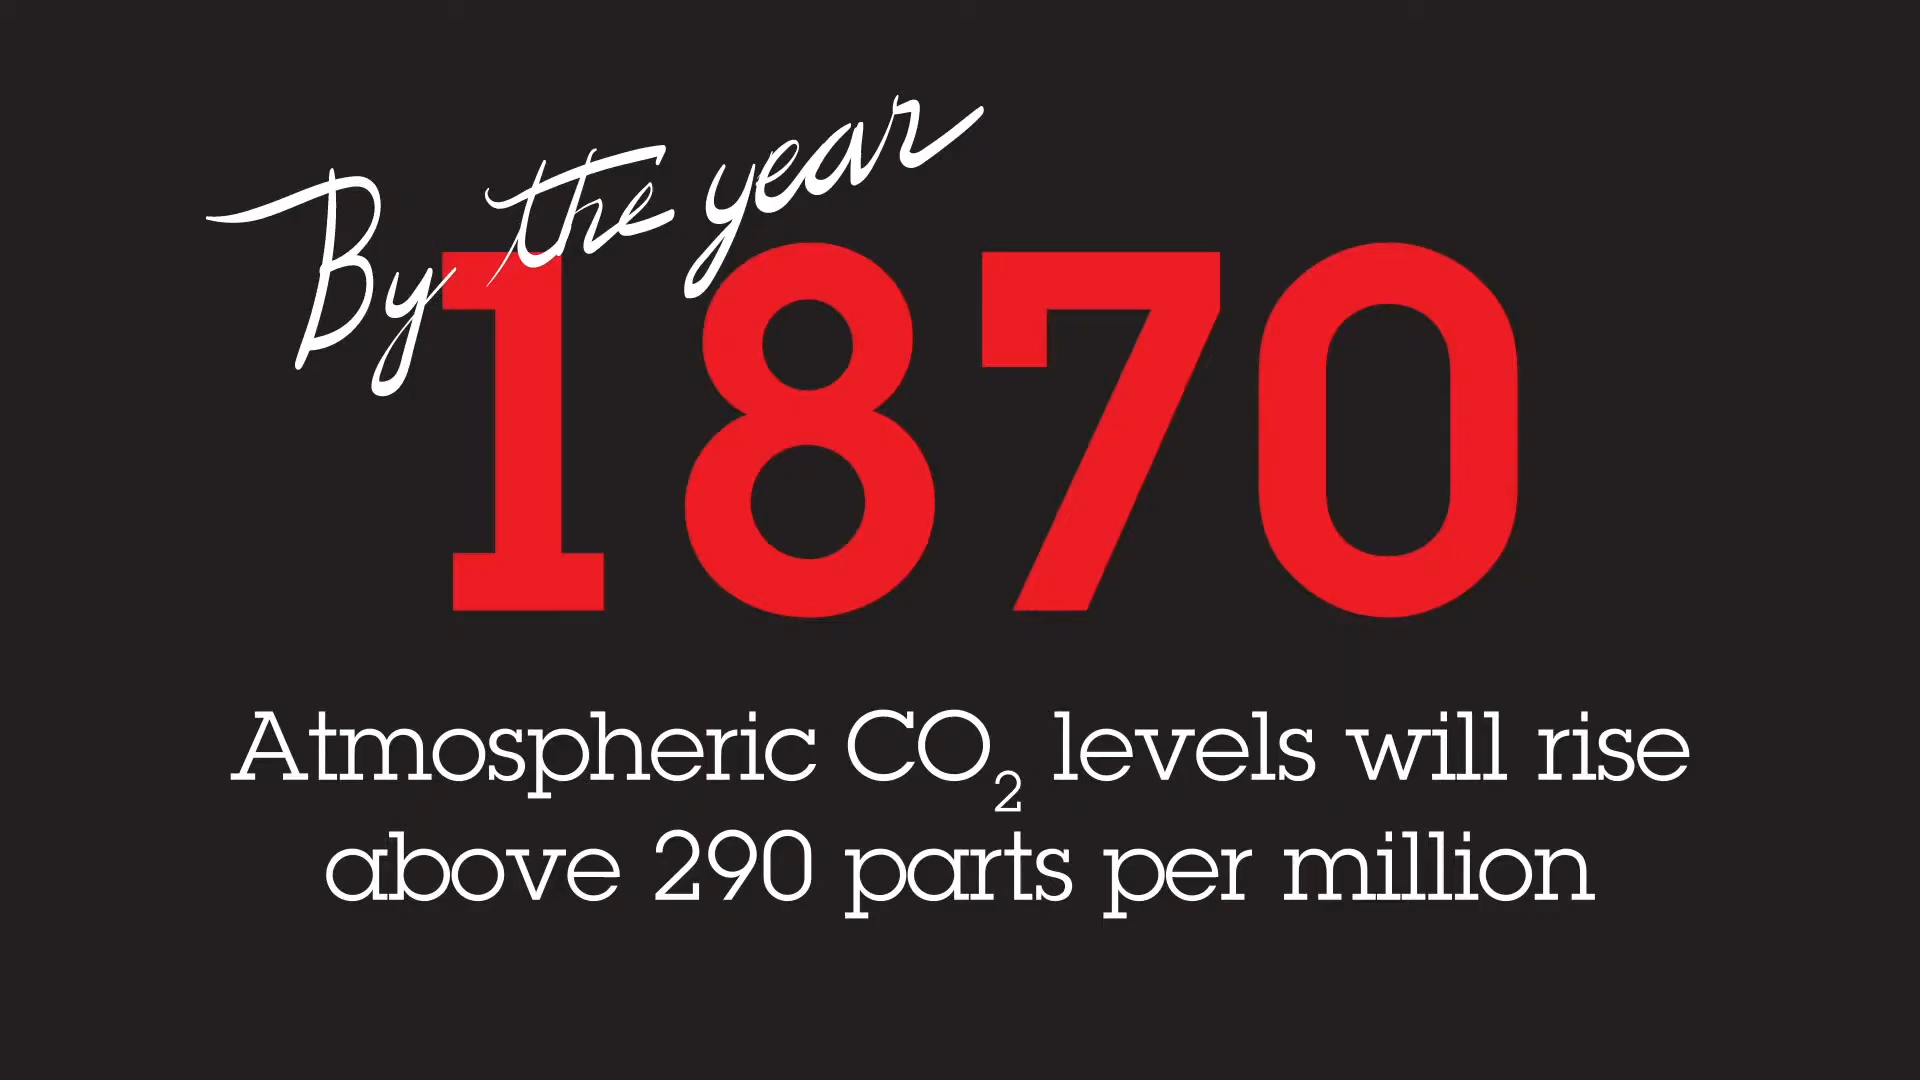 By the year
1870
Atmospheric CO₂ levels will rise
above 290 parts per million